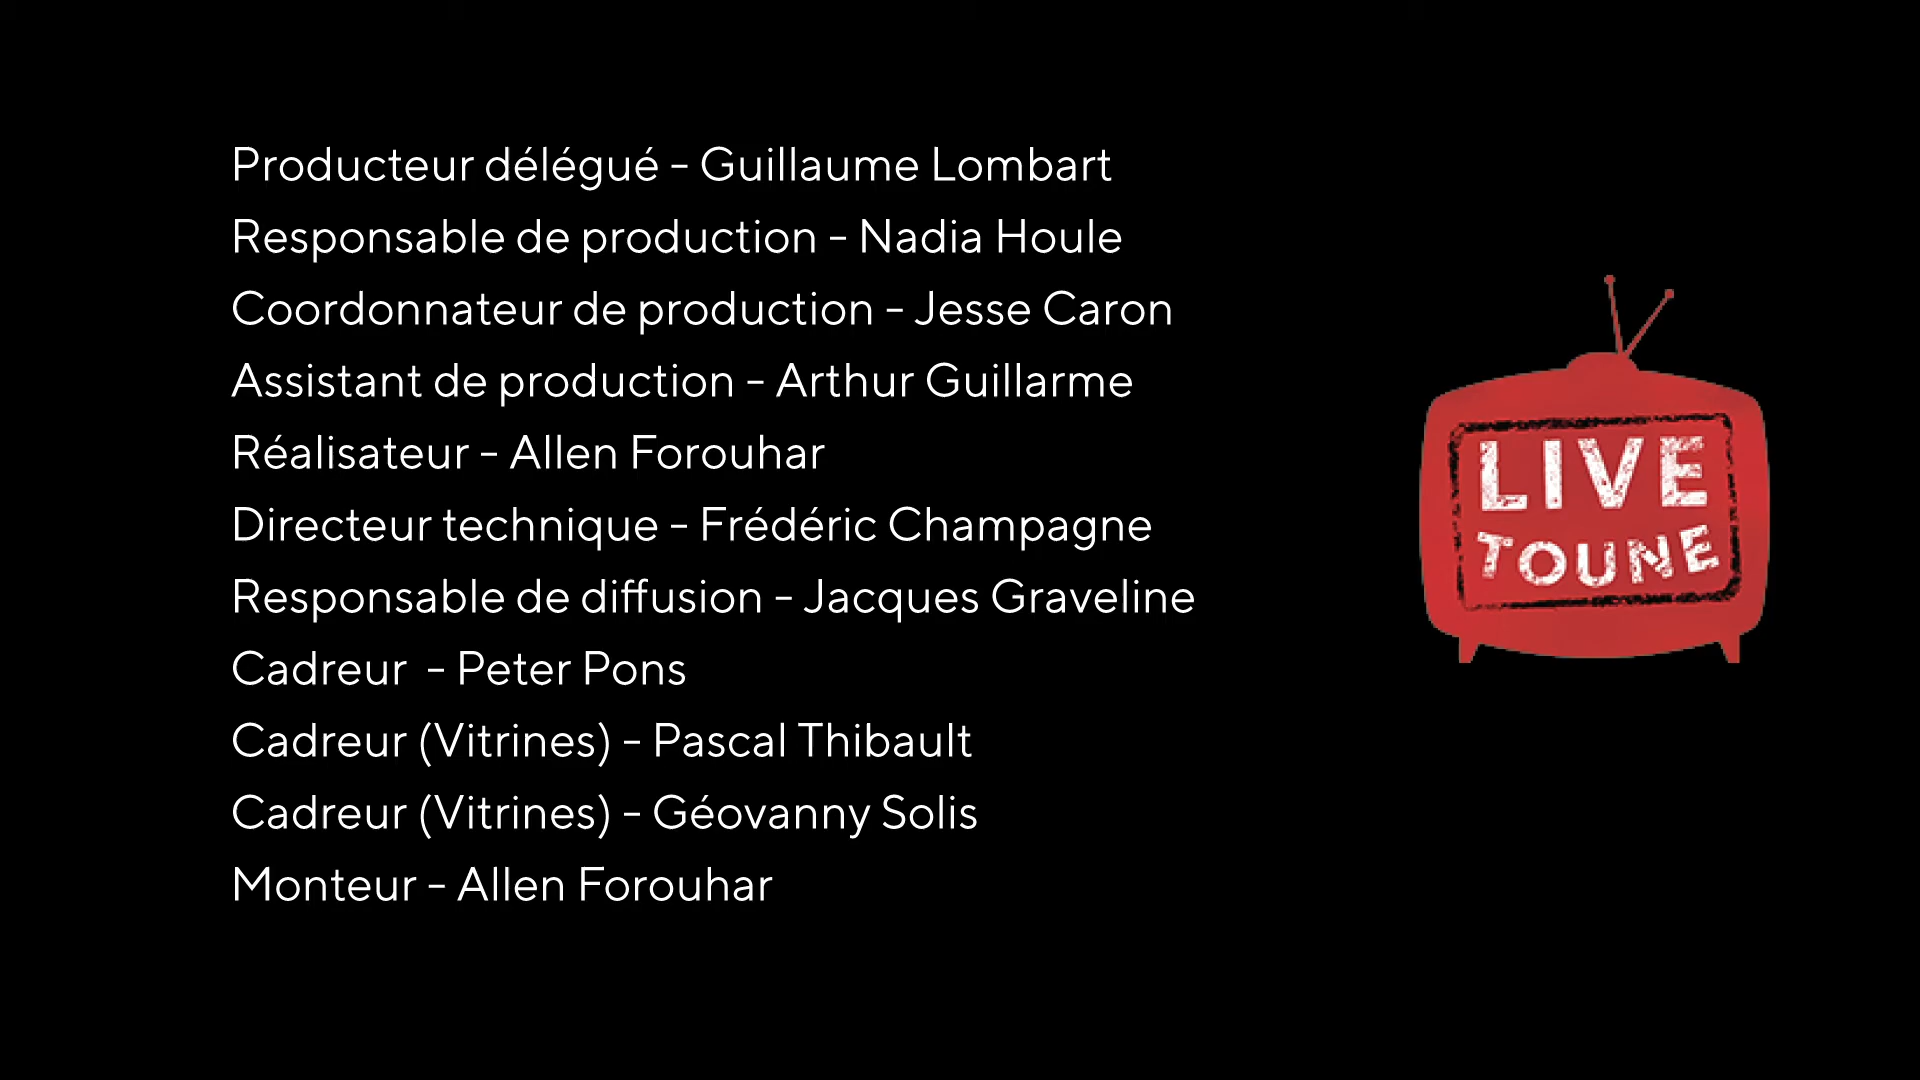 Producteur délégué - Guillaume Lombart
Responsable de production - Nadia Houle
Coordonnateur de production - Jesse Caron
Assistant de production - Arthur Guillarme
Réalisateur - Allen Forouhar
Directeur technique - Frédéric Champagne
Responsable de diffusion - Jacques Graveline
Cadreur  - Peter Pons
Cadreur (Vitrines) - Pascal Thibault
Cadreur (Vitrines) - Géovanny Solis
Monteur - Allen Forouhar
LIVE
TOUNE